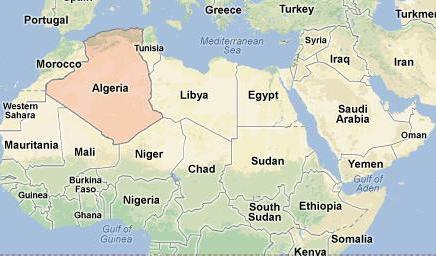 Portugal
Greece
Turkey
Turkmen
Mediterranean
Sea
Syria
Tunisia
Iraq
Iran
Morocco
Algeria
Libya
Egypt
Western
Sahara
Saudi
Arabia
Oman
Mauritania
Mali
Niger
Chad
Sudan
Yemen
Gulf of
Aden
Burkina
Faso
Guinea
Nigeria
Ghana
South
Sudan
Ethiopia
Gulf of
Guinea
Somalia
Kenya